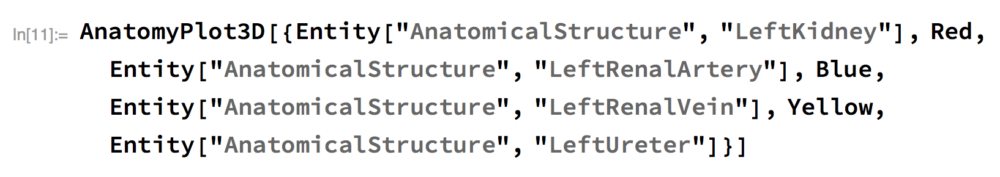 In[11]:= AnatomyPlot3D[{Entity["AnatomicalStructure", "LeftKidney"], Red,
Entity["AnatomicalStructure", "LeftRenalArtery"], Blue,
Entity["AnatomicalStructure", "LeftRenalVein"], Yellow,
Entity["AnatomicalStructure", "LeftUreter"]}]